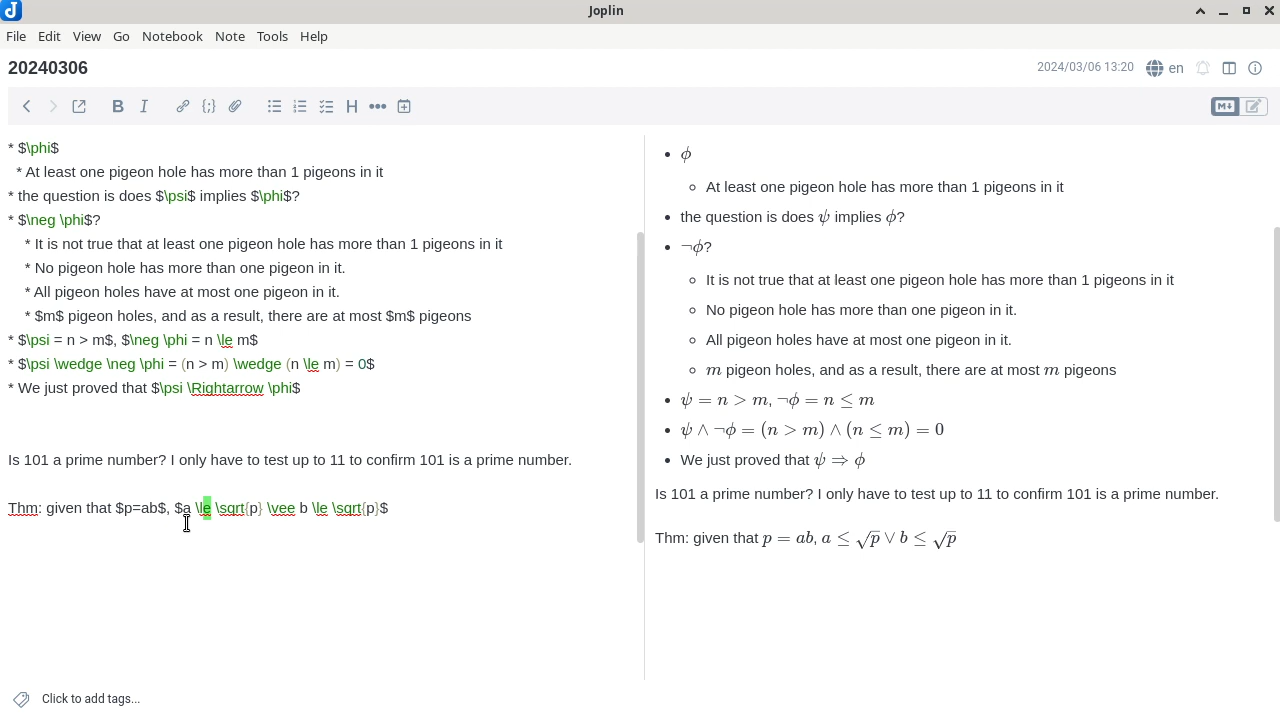 Joplin
File Edit View Go Notebook Note Tools Help
20240306
2024/03/06 13:20 en
* $\phi$
* At least one pigeon hole has more than 1 pigeons in it
* the question is does $\psi$ implies $\phi$?
* $\neg \phi$?
* It is not true that at least one pigeon hole has more than 1 pigeons in it
* No pigeon hole has more than one pigeon in it.
* All pigeon holes have at most one pigeon in it.
* $m$ pigeon holes, and as a result, there are at most $m$ pigeons
* $\psi = n > m$, $\neg \phi = n \le m$
* $\psi \wedge \neg \phi = (n > m) \wedge (n \le m) = 0$
* We just proved that $\psi \Rightarrow \phi$
Is 101 a prime number? I only have to test up to 11 to confirm 101 is a prime number.
Thm: given that $p=ab$, $a \le \sqrt{p} \vee b \le \sqrt{p}$
• ϕ
◦ At least one pigeon hole has more than 1 pigeons in it
• the question is does ψ implies ϕ?
• ¬ϕ?
◦ It is not true that at least one pigeon hole has more than 1 pigeons in it
◦ No pigeon hole has more than one pigeon in it.
◦ All pigeon holes have at most one pigeon in it.
◦ m pigeon holes, and as a result, there are at most m pigeons
• ψ = n > m, ¬ϕ = n ≤ m
• ψ ∧ ¬ϕ = (n > m) ∧ (n ≤ m) = 0
• We just proved that ψ ⇒ ϕ
Is 101 a prime number? I only have to test up to 11 to confirm 101 is a prime number.
Thm: given that p = ab, a ≤ √p ∨ b ≤ √p
Click to add tags...